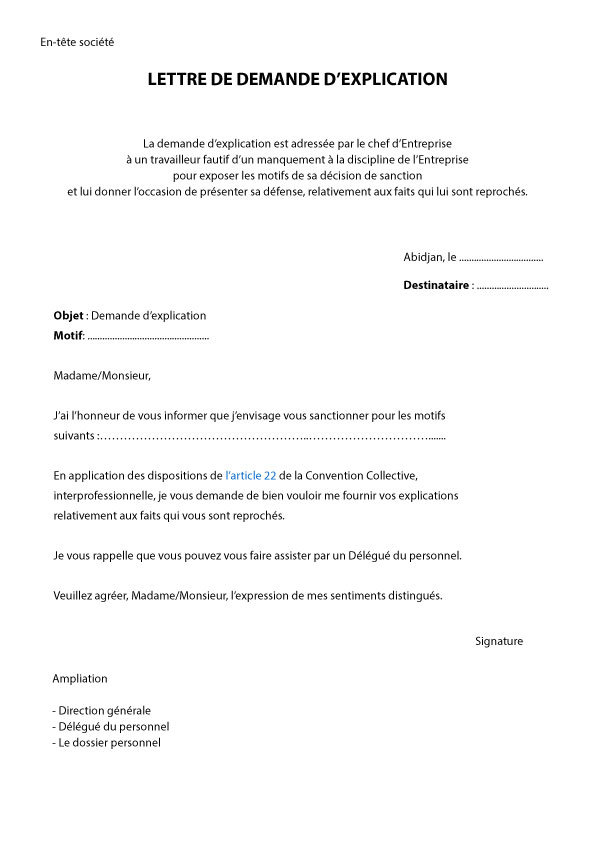 En-tête société
LETTRE DE DEMANDE D’EXPLICATION
La demande d’explication est adressée par le chef d’Entreprise
à un travailleur fautif d’un manquement à la discipline de l’Entreprise
pour exposer les motifs de sa décision de sanction
et lui donner l’occasion de présenter sa défense, relativement aux faits qui lui sont reprochés.
Abidjan, le ..................................
Destinataire : .............................
Objet : Demande d’explication
Motif: .................................................
Madame/Monsieur,
J’ai l’honneur de vous informer que j’envisage vous sanctionner pour les motifs
suivants :……………………………………………..…………………………......
En application des dispositions de l’article 22 de la Convention Collective,
interprofessionnelle, je vous demande de bien vouloir me fournir vos explications
relativement aux faits qui vous sont reprochés.
Je vous rappelle que vous pouvez vous faire assister par un Délégué du personnel.
Veuillez agréer, Madame/Monsieur, l’expression de mes sentiments distingués.
Signature
Ampliation
- Direction générale
- Délégué du personnel
- Le dossier personnel